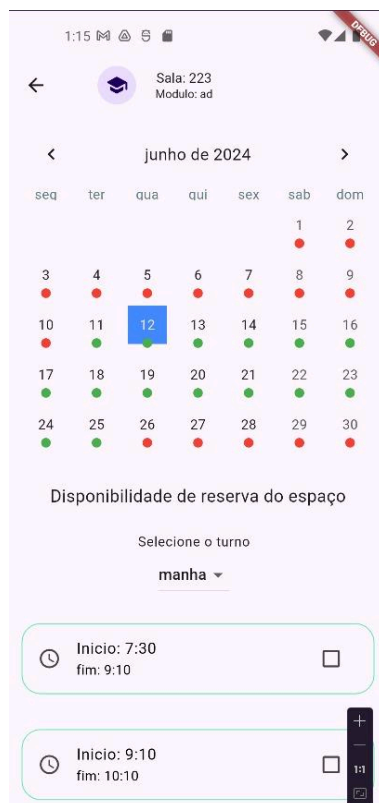 1:15
DEBUG
Sala: 223
Modulo: ad
junho de 2024
seg ter qua qui sex sab dom
1 2
3 4 5 6 7 8 9
10 11 12 13 14 15 16
17 18 19 20 21 22 23
24 25 26 27 28 29 30
Disponibilidade de reserva do espaço
Selecione o turno
manha
Inicio: 7:30
fim: 9:10
Inicio: 9:10
fim: 10:10
1:1